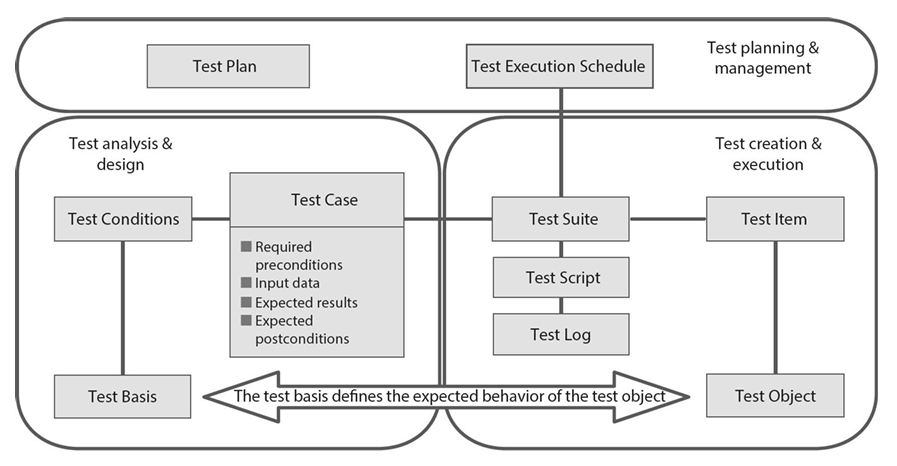 Test Plan
Test Execution Schedule
Test planning &
management
Test analysis &
design
Test creation &
execution
Test Conditions
Test Case
Required
preconditions
Input data
Expected results
Expected
postconditions
Test Suite
Test Item
Test Script
Test Log
Test Basis
The test basis defines the expected behavior of the test object
Test Object